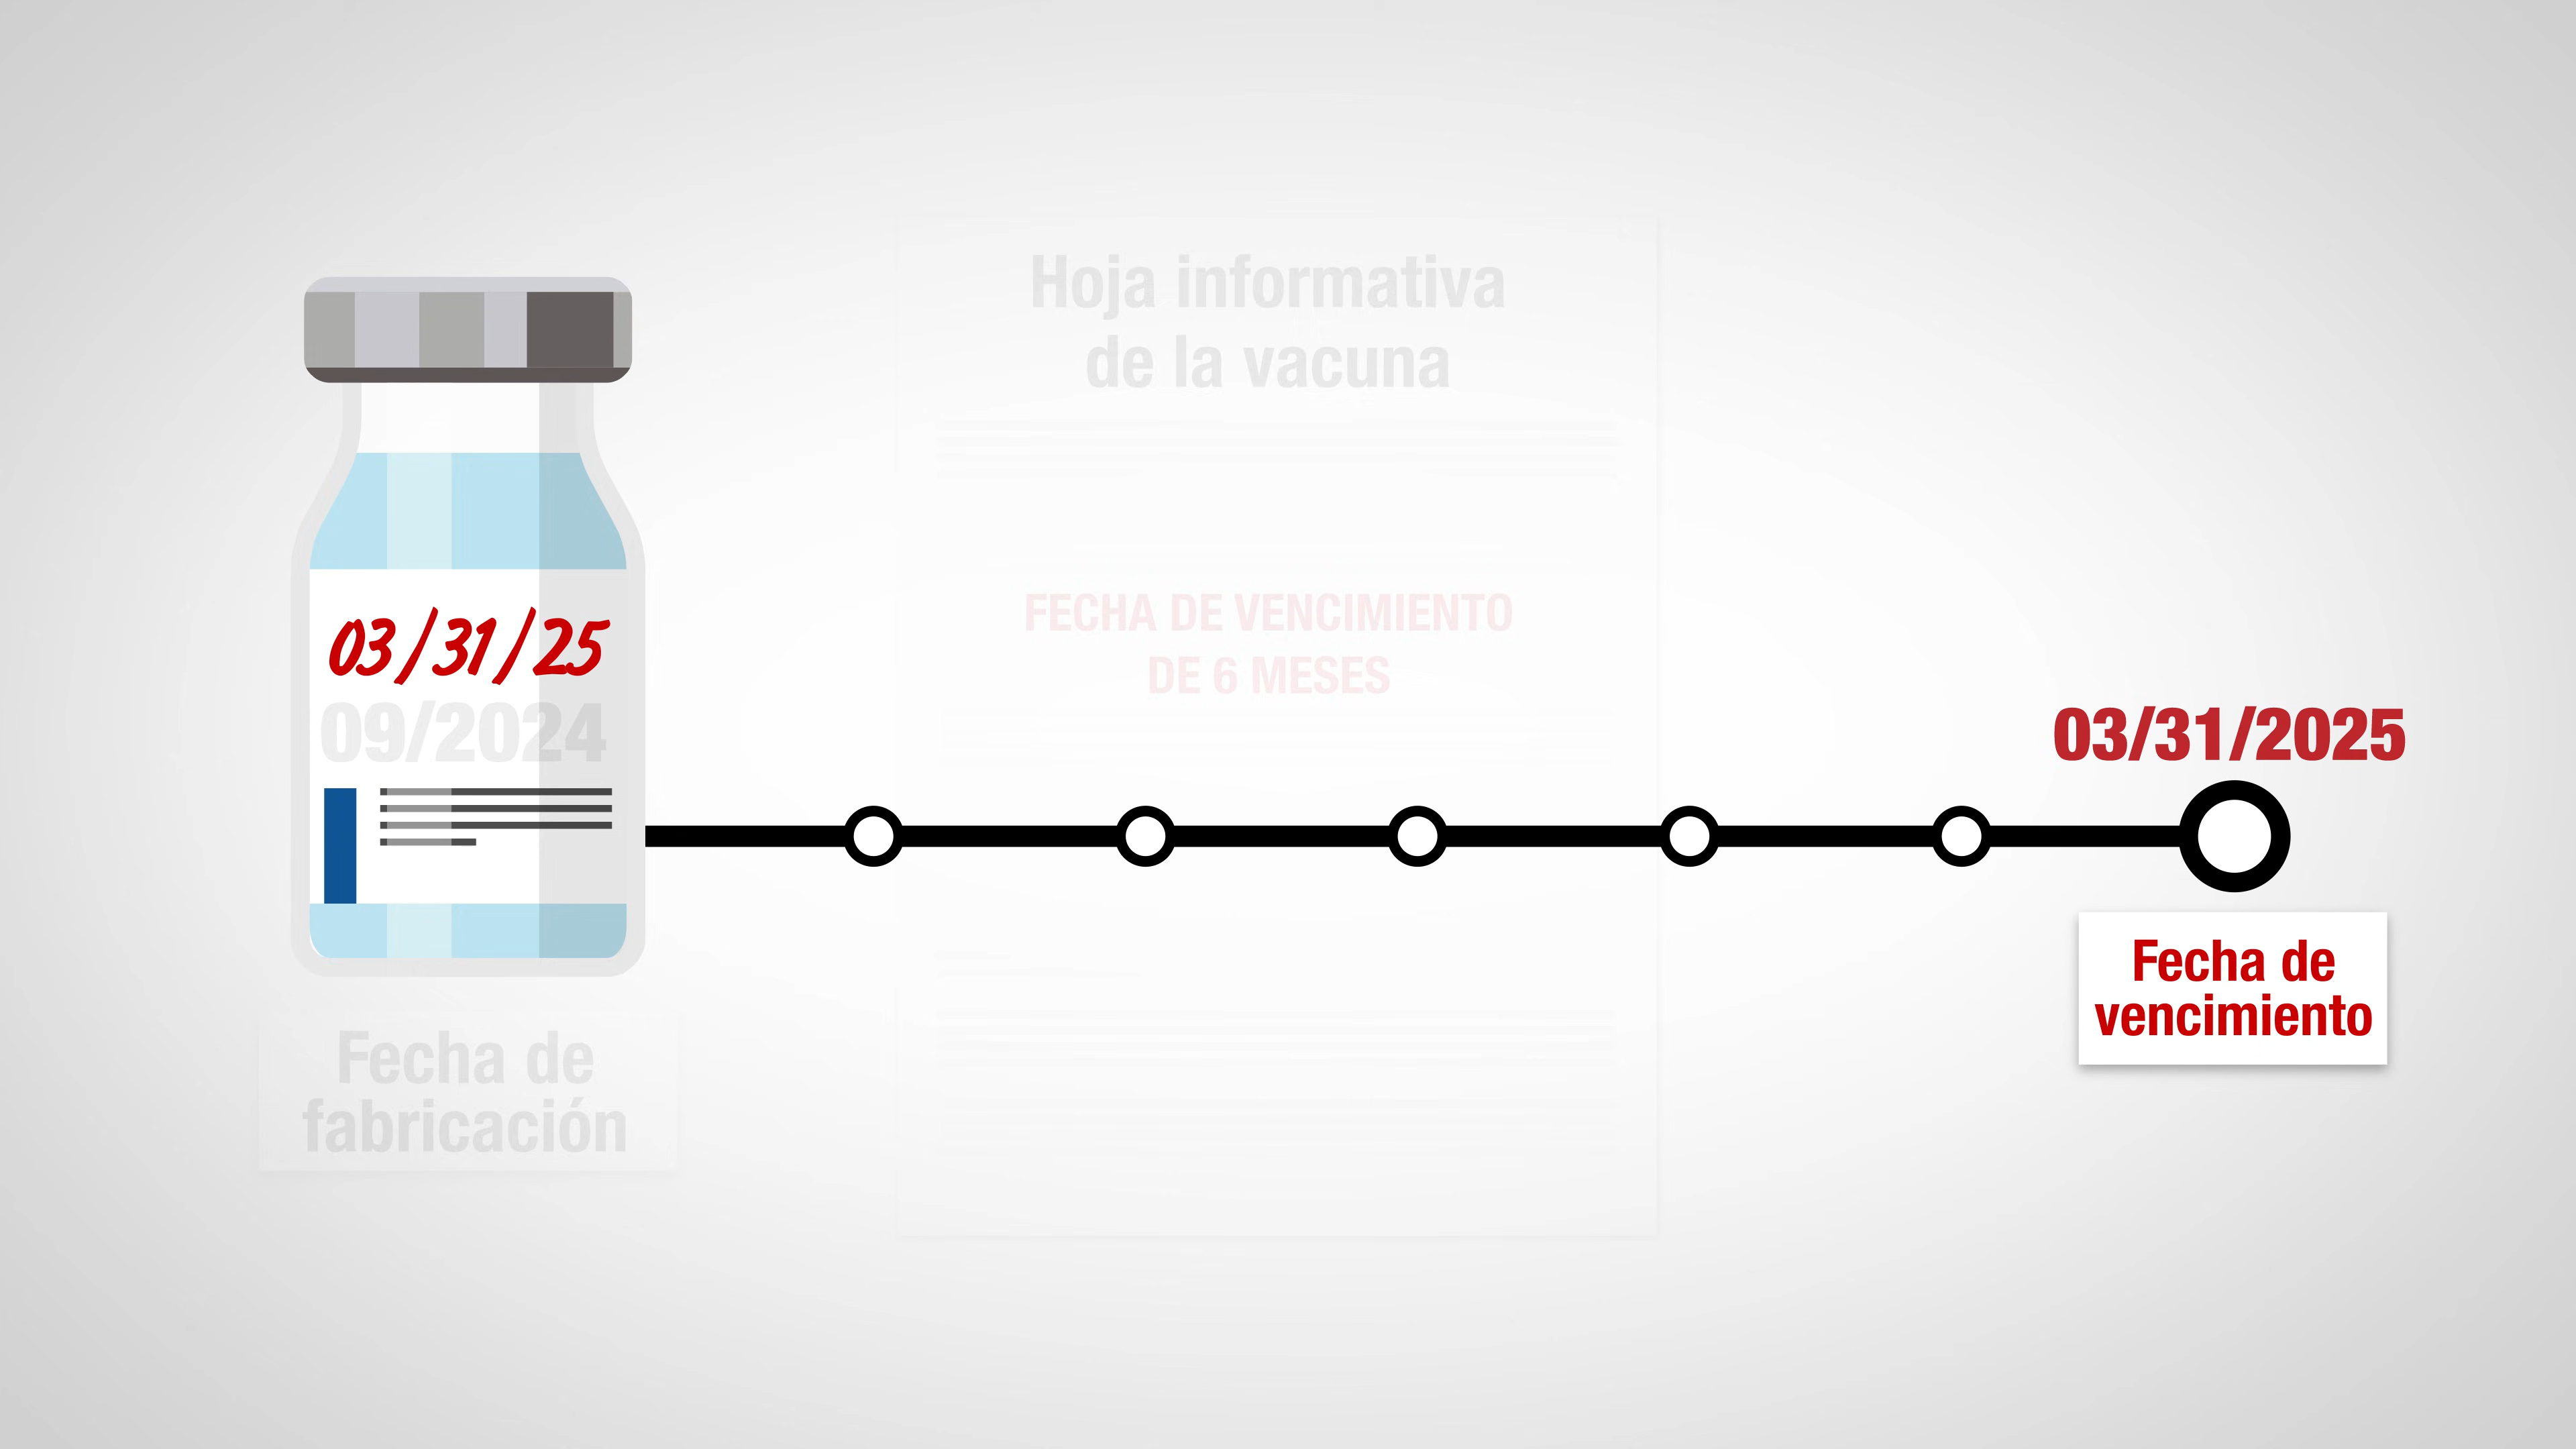 Hoja informativa
de la vacuna
FECHA DE VENCIMIENTO
DE 6 MESES
03/31/25
09/2024
Fecha de
fabricación
03/31/2025
Fecha de
vencimiento